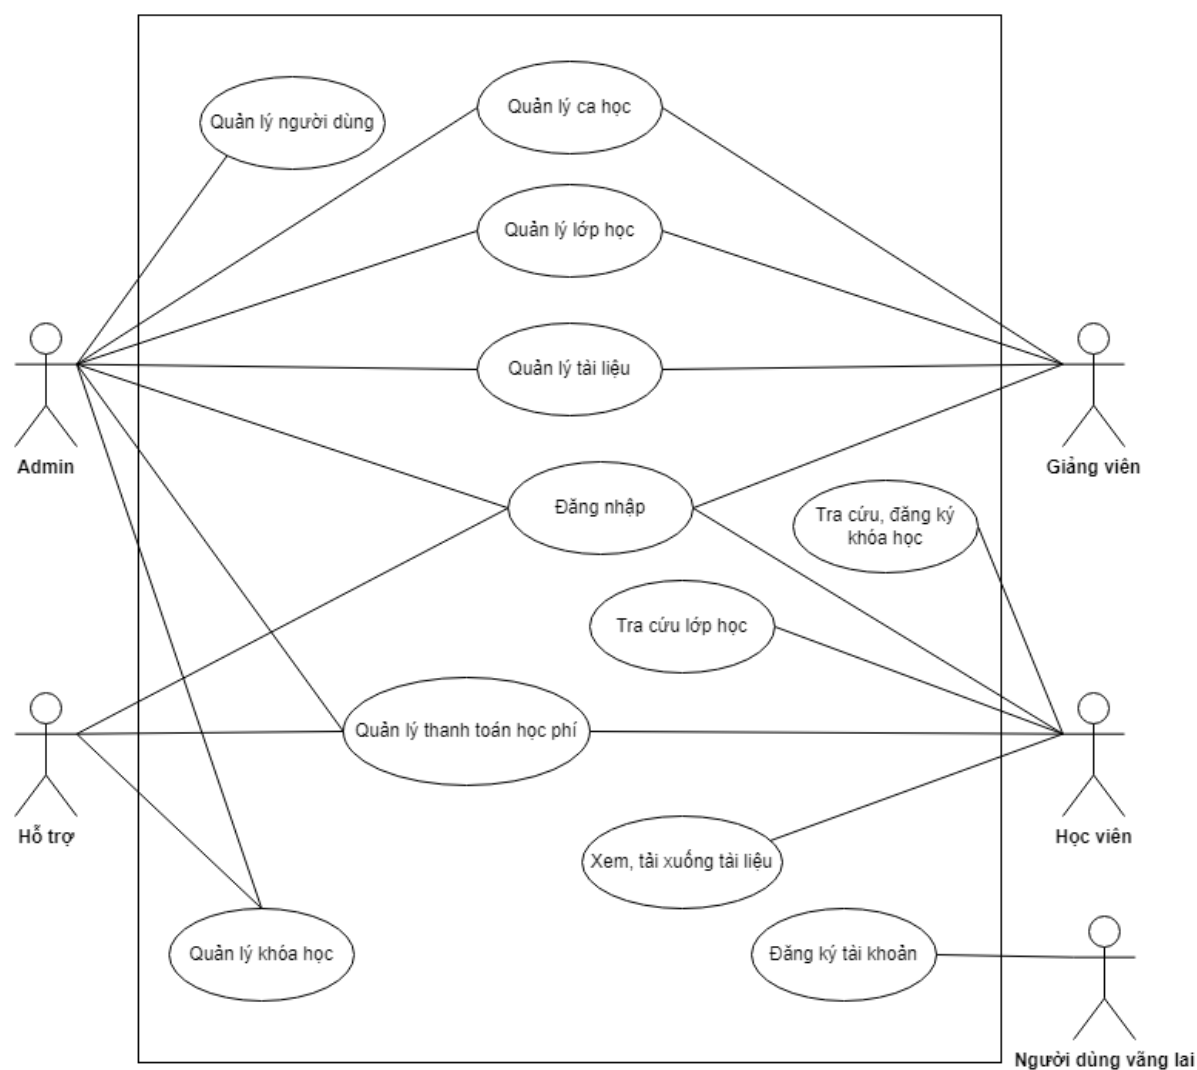 Quản lý ca học
Quản lý người dùng
Quản lý lớp học
Quản lý tài liệu
Admin
Giảng viên
Đăng nhập
Tra cứu, đăng ký
khóa học
Tra cứu lớp học
Quản lý thanh toán học phí
Hỗ trợ
Học viên
Xem, tải xuống tài liệu
Quản lý khóa học
Đăng ký tài khoản
Người dùng vãng lai